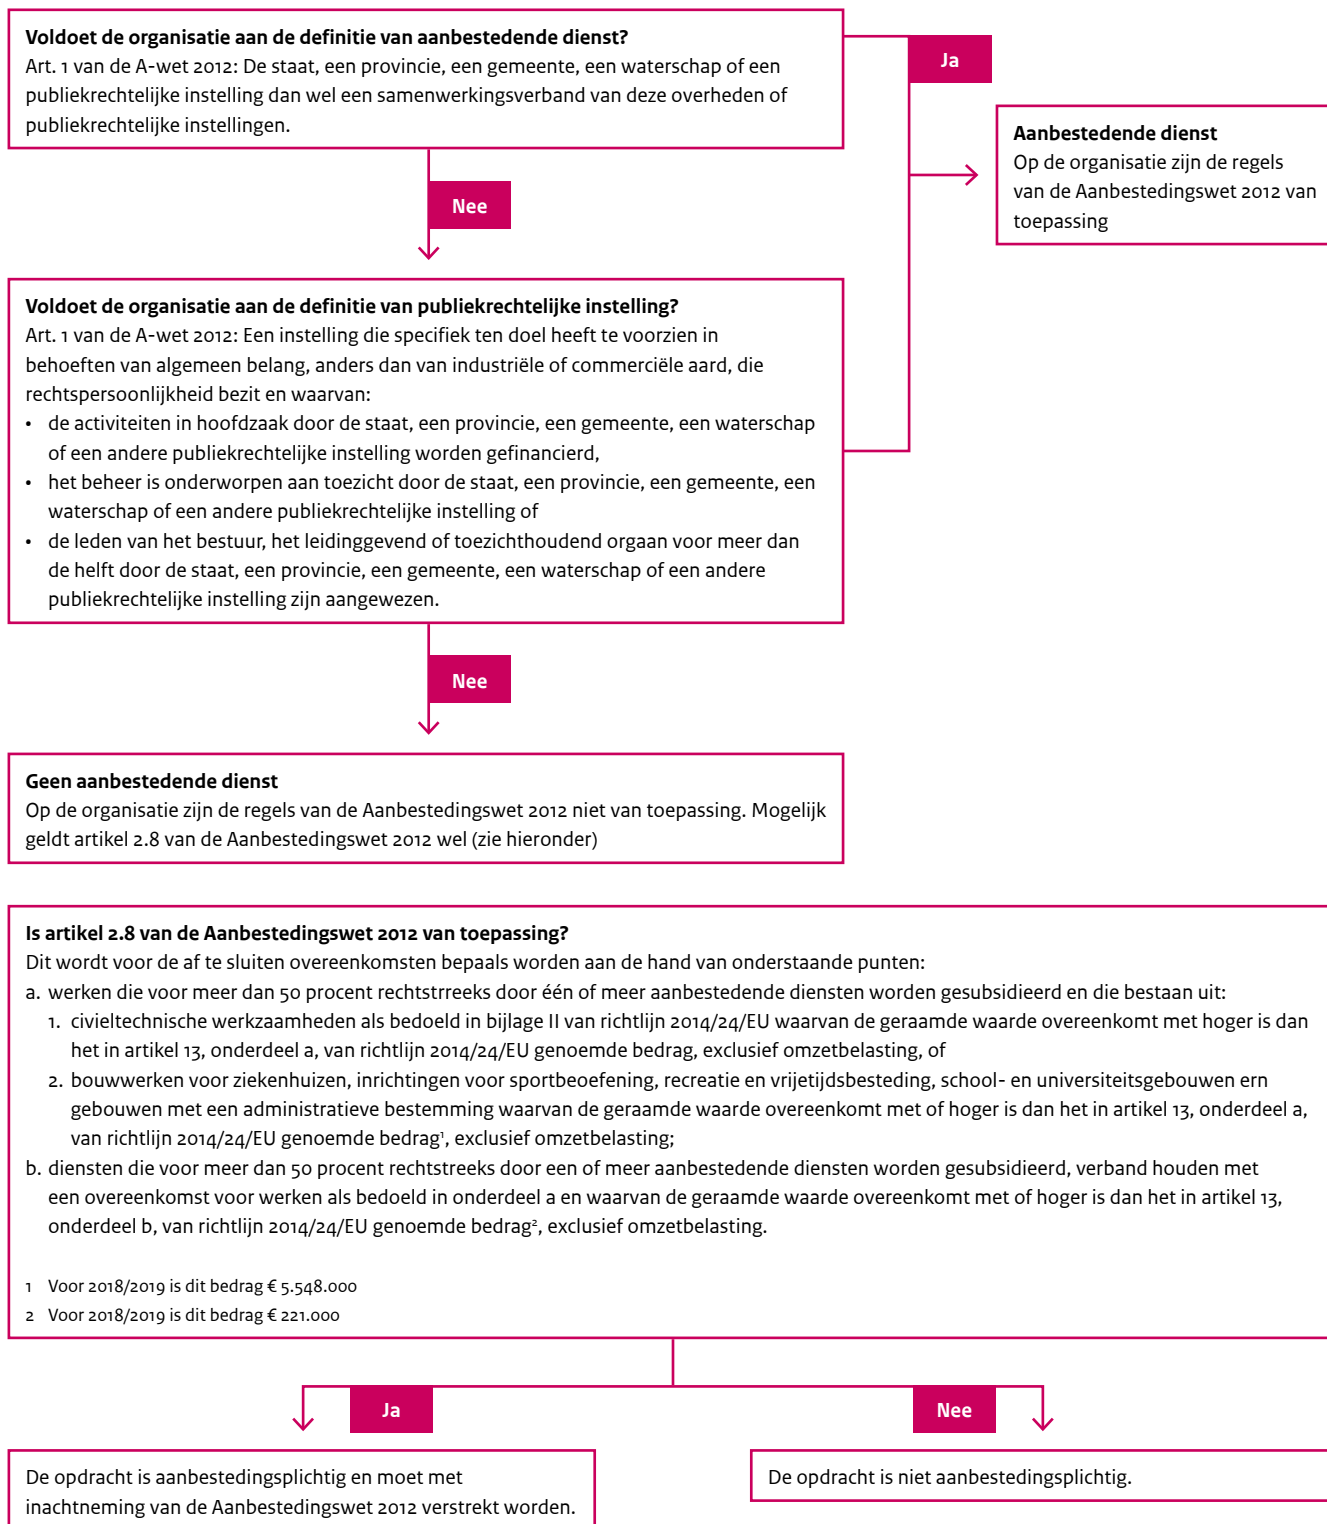 Voldoet de organisatie aan de definitie van aanbestedende dienst?
Art. 1 van de A-wet 2012: De staat, een provincie, een gemeente, een waterschap of een
publiekrechtelijke instelling dan wel een samenwerkingsverband van deze overheden of
publiekrechtelijke instellingen.
Ja
Aanbestedende dienst
Op de organisatie zijn de regels
van de Aanbestedingswet 2012 van
toepassing
Nee
Voldoet de organisatie aan de definitie van publiekrechtelijke instelling?
Art. 1 van de A-wet 2012: Een instelling die specifiek ten doel heeft te voorzien in
behoeften van algemeen belang, anders dan van industriële of commerciële aard, die
rechtspersoonlijkheid bezit en waarvan:
• de activiteiten in hoofdzaak door de staat, een provincie, een gemeente, een waterschap
of een andere publiekrechtelijke instelling worden gefinancierd,
• het beheer is onderworpen aan toezicht door de staat, een provincie, een gemeente, een
waterschap of een andere publiekrechtelijke instelling of
• de leden van het bestuur, het leidinggevend of toezichthoudend orgaan voor meer dan
de helft door de staat, een provincie, een gemeente, een waterschap of een andere
publiekrechtelijke instelling zijn aangewezen.
Nee
Geen aanbestedende dienst
Op de organisatie zijn de regels van de Aanbestedingswet 2012 niet van toepassing. Mogelijk
geldt artikel 2.8 van de Aanbestedingswet 2012 wel (zie hieronder)
Is artikel 2.8 van de Aanbestedingswet 2012 van toepassing?
Dit wordt voor de af te sluiten overeenkomsten bepaals worden aan de hand van onderstaande punten:
a. werken die voor meer dan 50 procent rechtstrreeks door één of meer aanbestedende diensten worden gesubsidieerd en die bestaan uit:
1. civieltechnische werkzaamheden als bedoeld in bijlage II van richtlijn 2014/24/EU waarvan de geraamde waarde overeenkomt met hoger is dan
het in artikel 13, onderdeel a, van richtlijn 2014/24/EU genoemde bedrag, exclusief omzetbelasting, of
2. bouwwerken voor ziekenhuizen, inrichtingen voor sportbeoefening, recreatie en vrijetijdsbesteding, school- en universiteitsgebouwen ern
gebouwen met een administratieve bestemming waarvan de geraamde waarde overeenkomt met of hoger is dan het in artikel 13, onderdeel a,
van richtlijn 2014/24/EU genoemde bedrag¹, exclusief omzetbelasting;
b. diensten die voor meer dan 50 procent rechtstreeks door een of meer aanbestedende diensten worden gesubsidieerd, verband houden met
een overeenkomst voor werken als bedoeld in onderdeel a en waarvan de geraamde waarde overeenkomt met of hoger is dan het in artikel 13,
onderdeel b, van richtlijn 2014/24/EU genoemde bedrag², exclusief omzetbelasting.
1 Voor 2018/2019 is dit bedrag € 5.548.000
2 Voor 2018/2019 is dit bedrag € 221.000
Ja
Nee
De opdracht is aanbestedingsplichtig en moet met
inachtneming van de Aanbestedingswet 2012 verstrekt worden.
De opdracht is niet aanbestedingsplichtig.